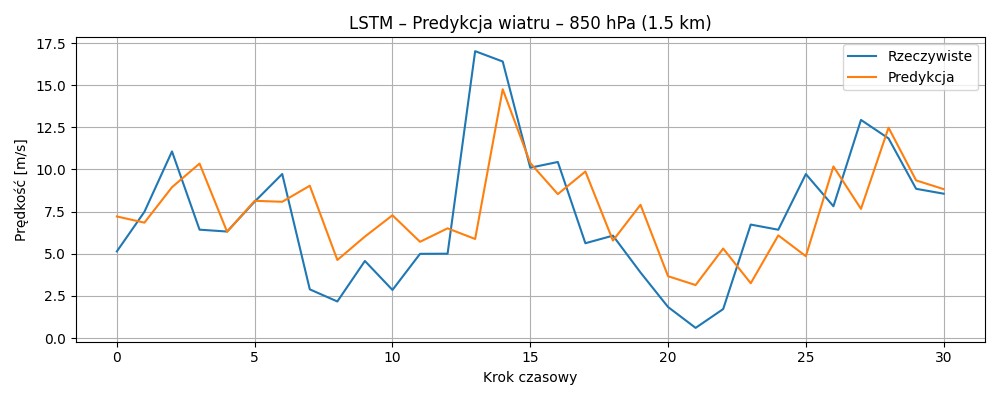 LSTM – Predykcja wiatru – 850 hPa (1.5 km)
Rzeczywiste
Predykcja
Prędkość [m/s]
17.5
15.0
12.5
10.0
7.5
5.0
2.5
0.0
0 5 10 15 20 25 30
Krok czasowy